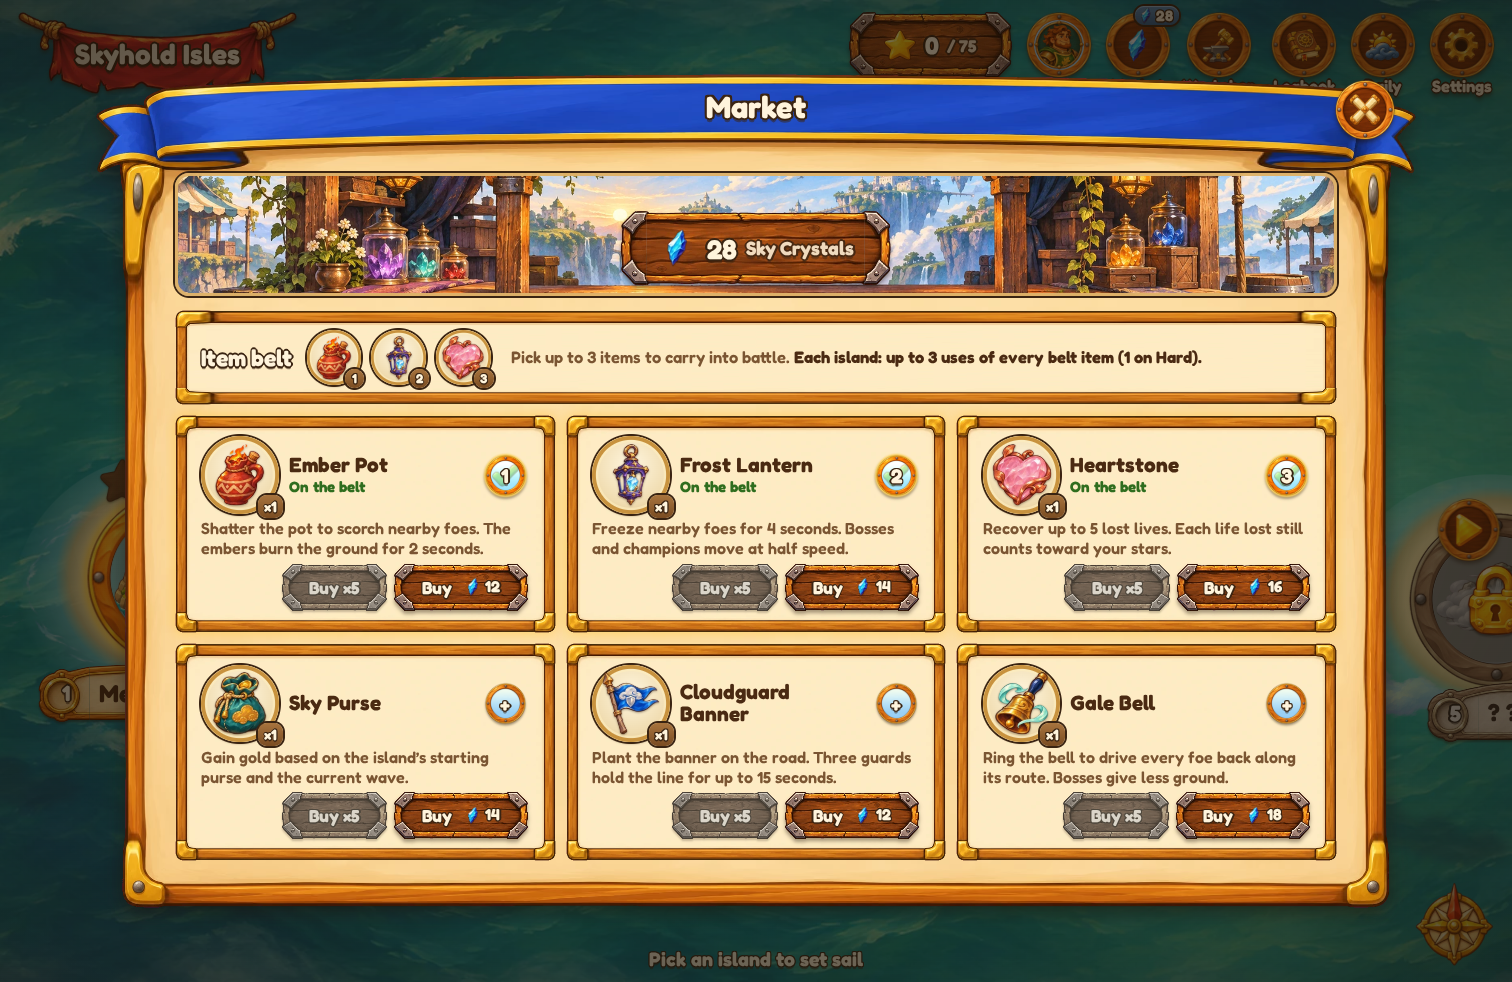 Skyhold Isles
0 / 75
28
Settings
Market
28 Sky Crystals
Item belt
1
2
3
Pick up to 3 items to carry into battle. Each island: up to 3 uses of every belt item (1 on Hard).
Ember Pot
On the belt
1
x1
Shatter the pot to scorch nearby foes. The
embers burn the ground for 2 seconds.
Buy x5
Buy 12
Frost Lantern
On the belt
2
x1
Freeze nearby foes for 4 seconds. Bosses
and champions move at half speed.
Buy x5
Buy 14
Heartstone
On the belt
3
x1
Recover up to 5 lost lives. Each life lost still
counts toward your stars.
Buy x5
Buy 16
Sky Purse
+
x1
Gain gold based on the island's starting
purse and the current wave.
Buy x5
Buy 14
Cloudguard
Banner
+
x1
Plant the banner on the road. Three guards
hold the line for up to 15 seconds.
Buy x5
Buy 12
Gale Bell
+
x1
Ring the bell to drive every foe back along
its route. Bosses give less ground.
Buy x5
Buy 18
1 Me
5 ? ?
Pick an island to set sail